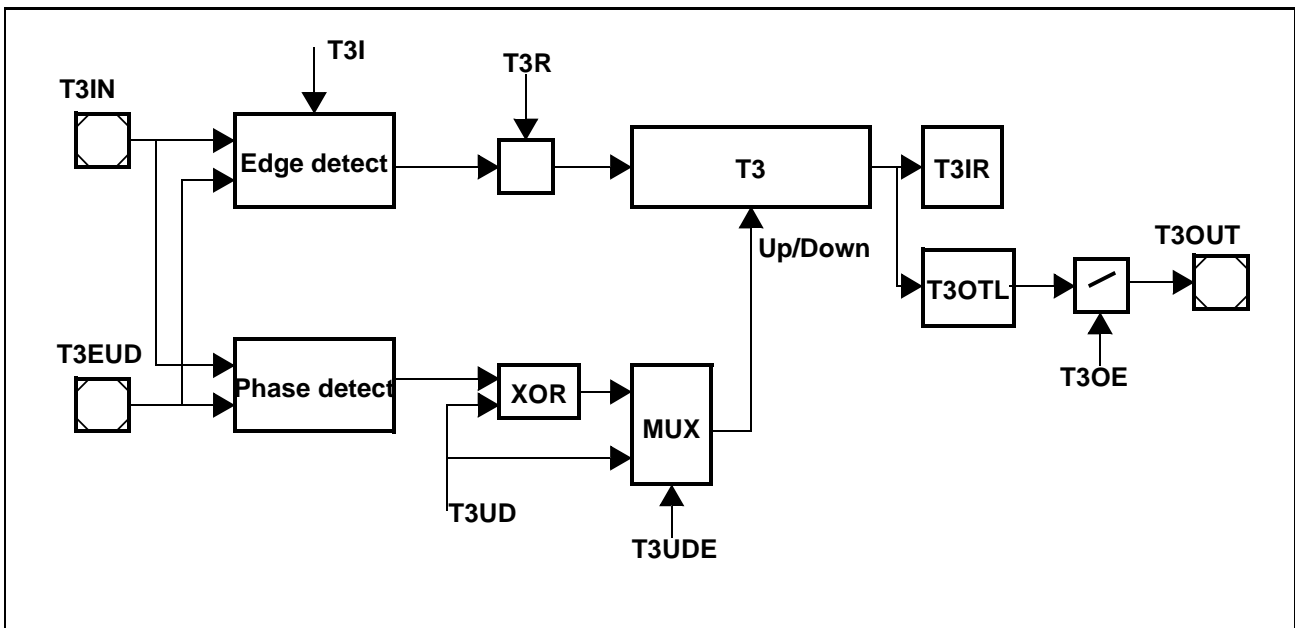 T3I
T3R
T3IN
Edge detect
T3
T3IR
Up/Down
T3OUT
T3OTL
T3EUD
Phase detect
XOR
MUX
T3OE
T3UD
T3UDE